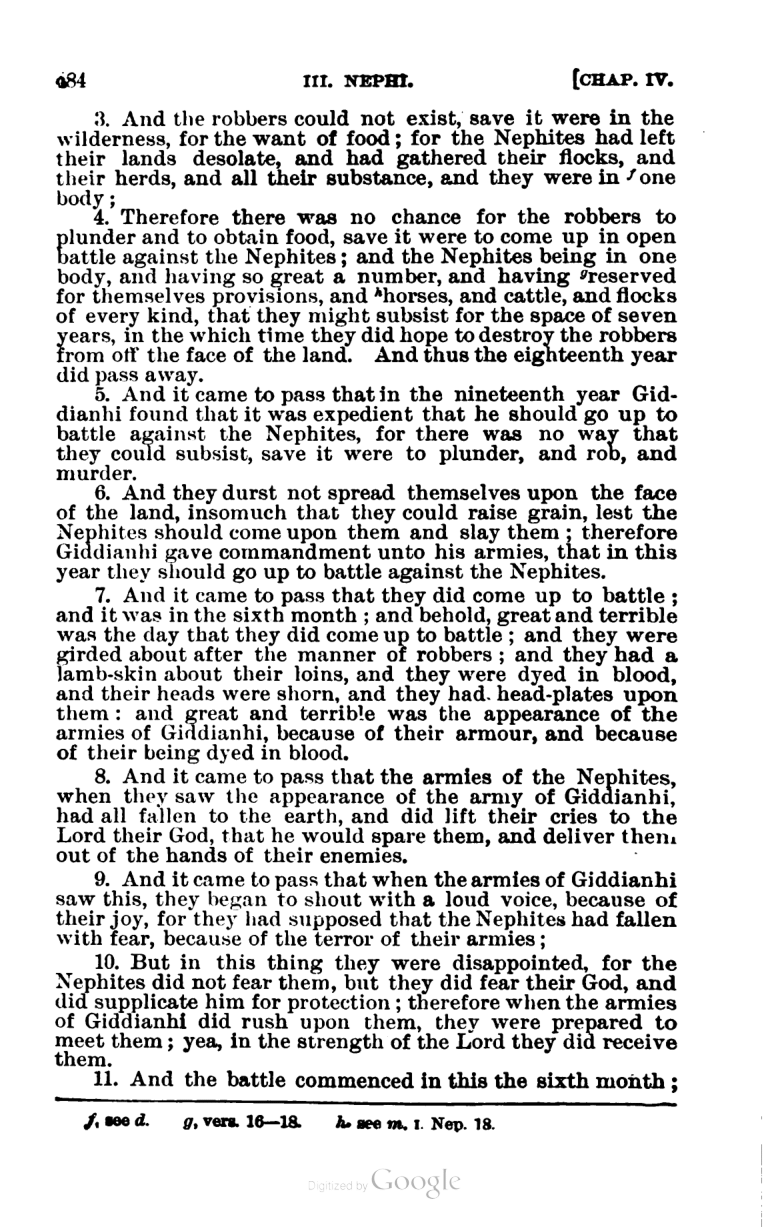 484 III. NEPHI. [CHAP. IV.
3. And the robbers could not exist, save it were in the
wilderness, for the want of food; for the Nephites had left
their lands desolate, and had gathered their flocks, and
their herds, and all their substance, and they were in f one
body;
4. Therefore there was no chance for the robbers to
plunder and to obtain food, save it were to come up in open
battle against the Nephites; and the Nephites being in one
body, and having so great a number, and having g reserved
for themselves provisions, and h horses, and cattle, and flocks
of every kind, that they might subsist for the space of seven
years, in the which time they did hope to destroy the robbers
from off the face of the land. And thus the eighteenth year
did pass away.
5. And it came to pass that in the nineteenth year Gid-
dianhi found that it was expedient that he should go up to
battle against the Nephites, for there was no way that
they could subsist, save it were to plunder, and rob, and
murder.
6. And they durst not spread themselves upon the face
of the land, insomuch that they could raise grain, lest the
Nephites should come upon them and slay them; therefore
Giddianhi gave commandment unto his armies, that in this
year they should go up to battle against the Nephites.
7. And it came to pass that they did come up to battle;
and it was in the sixth month; and behold, great and terrible
was the day that they did come up to battle; and they were
girded about after the manner of robbers; and they had a
lamb-skin about their loins, and they were dyed in blood,
and their heads were shorn, and they had head-plates upon
them: and great and terrible was the appearance of the
armies of Giddianhi, because of their armour, and because
of their being dyed in blood.
8. And it came to pass that the armies of the Nephites,
when they saw the appearance of the army of Giddianhi,
had all fallen to the earth, and did lift their cries to the
Lord their God, that he would spare them, and deliver them
out of the hands of their enemies.
9. And it came to pass that when the armies of Giddianhi
saw this, they began to shout with a loud voice, because of
their joy, for they had supposed that the Nephites had fallen
with fear, because of the terror of their armies;
10. But in this thing they were disappointed, for the
Nephites did not fear them, but they did fear their God, and
did supplicate him for protection; therefore when the armies
of Giddianhi did rush upon them, they were prepared to
meet them; yea, in the strength of the Lord they did receive
them.
11. And the battle commenced in this the sixth month;
f, see d. g, vers. 16—18. h, see m, I. Nep. 18.
Digitized by Google